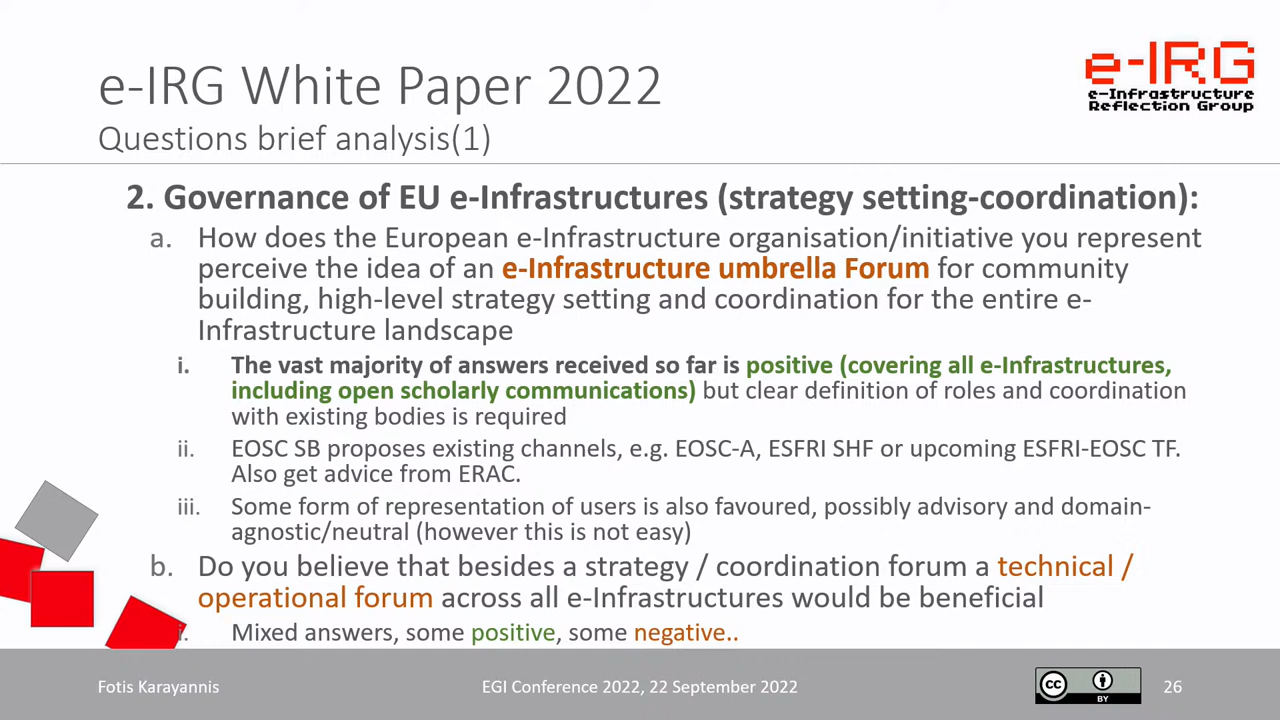 e-IRG White Paper 2022
Questions brief analysis(1)
e-IRG
e-Infrastructure
Reflection Group
2. Governance of EU e-Infrastructures (strategy setting-coordination):
a. How does the European e-Infrastructure organisation/initiative you represent
perceive the idea of an e-Infrastructure umbrella Forum for community
building, high-level strategy setting and coordination for the entire e-
Infrastructure landscape
i. The vast majority of answers received so far is positive (covering all e-Infrastructures,
including open scholarly communications) but clear definition of roles and coordination
with existing bodies is required
ii. EOSC SB proposes existing channels, e.g. EOSC-A, ESFRI SHF or upcoming ESFRI-EOSC TF.
Also get advice from ERAC.
iii. Some form of representation of users is also favoured, possibly advisory and domain-
agnostic/neutral (however this is not easy)
b. Do you believe that besides a strategy / coordination forum a technical /
operational forum across all e-Infrastructures would be beneficial
i. Mixed answers, some positive, some negative..
Fotis Karayannis
EGI Conference 2022, 22 September 2022
CC
BY
26